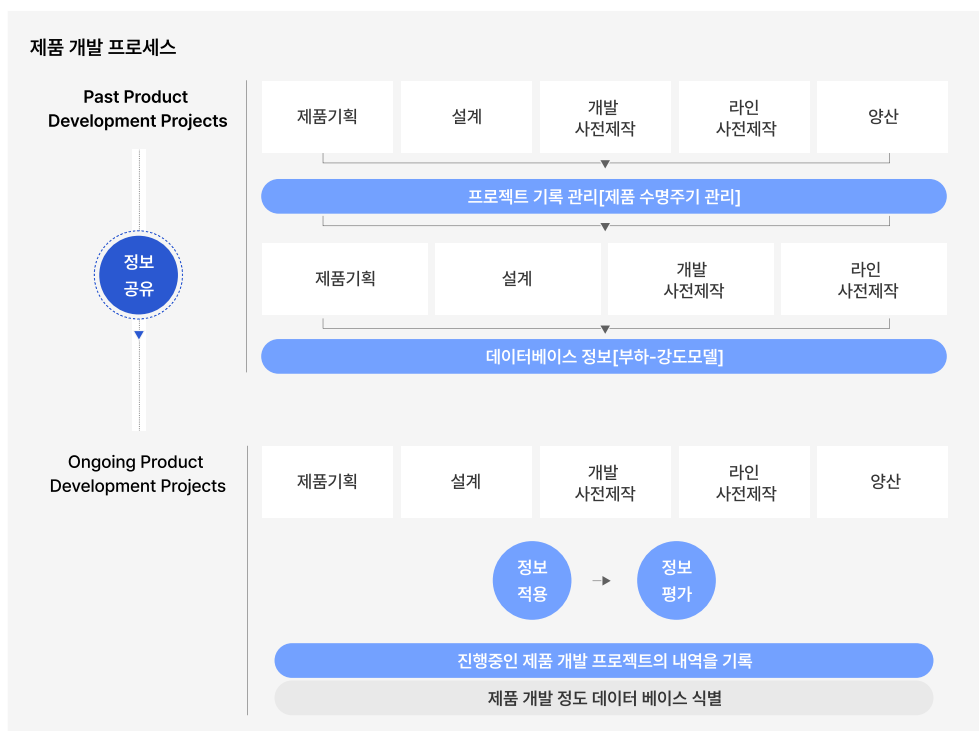 제품 개발 프로세스
Past Product
Development Projects
제품기획
설계
개발
사전제작
라인
사전제작
양산
프로젝트 기록 관리[제품 수명주기 관리]
정보
공유
제품기획
설계
개발
사전제작
라인
사전제작
데이터베이스 정보[부하-강도모델]
Ongoing Product
Development Projects
제품기획
설계
개발
사전제작
라인
사전제작
양산
정보
적용
정보
평가
진행중인 제품 개발 프로젝트의 내역을 기록
제품 개발 정도 데이터 베이스 식별